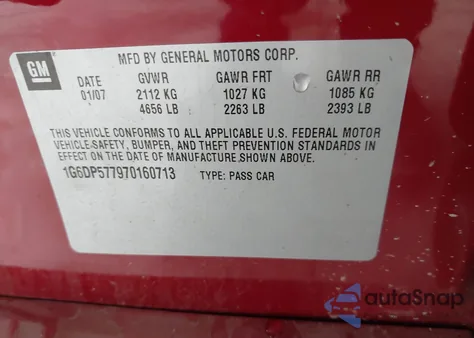 GM
MFD BY GENERAL MOTORS CORP.
DATE GVWR GAWR FRT GAWR RR
01/07 2112 KG 1027 KG 1085 KG
4656 LB 2263 LB 2393 LB
THIS VEHICLE CONFORMS TO ALL APPLICABLE U.S. FEDERAL MOTOR
VEHICLE SAFETY, BUMPER, AND THEFT PREVENTION STANDARDS IN
EFFECT ON THE DATE OF MANUFACTURE SHOWN ABOVE.
1G6DP577970160713 TYPE: PASS CAR
autaSnap